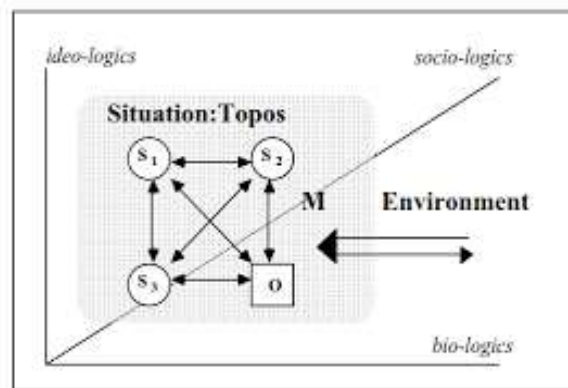 ideo-logics
socio-logics
Situation:Topos
S1
S2
M
Environment
S3
O
bio-logics